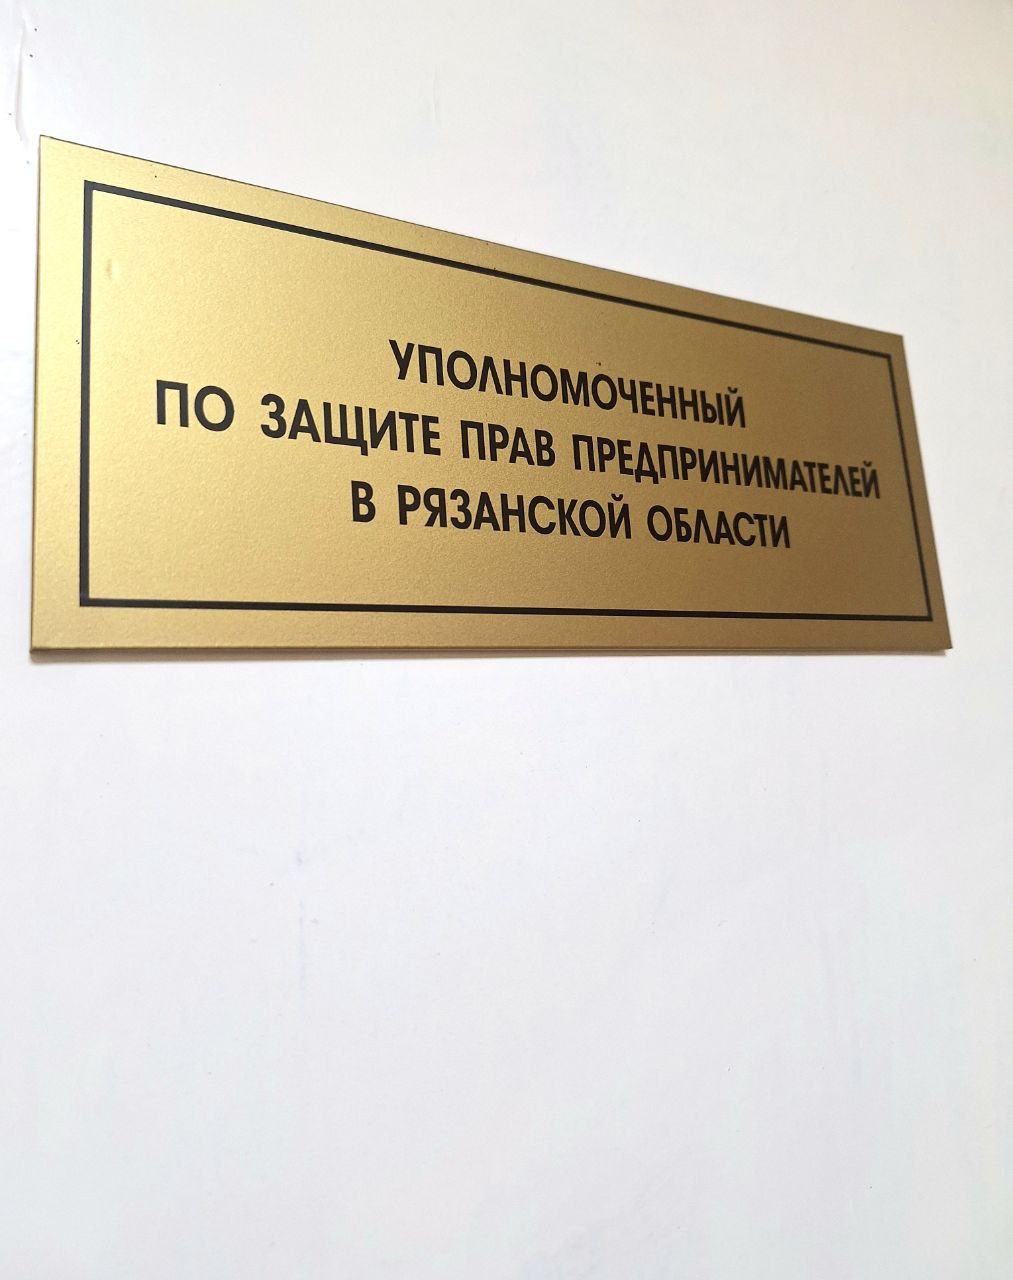 УПОЛНОМОЧЕННЫЙ
ПО ЗАЩИТЕ ПРАВ ПРЕДПРИНИМАТЕЛЕЙ
В РЯЗАНСКОЙ ОБЛАСТИ